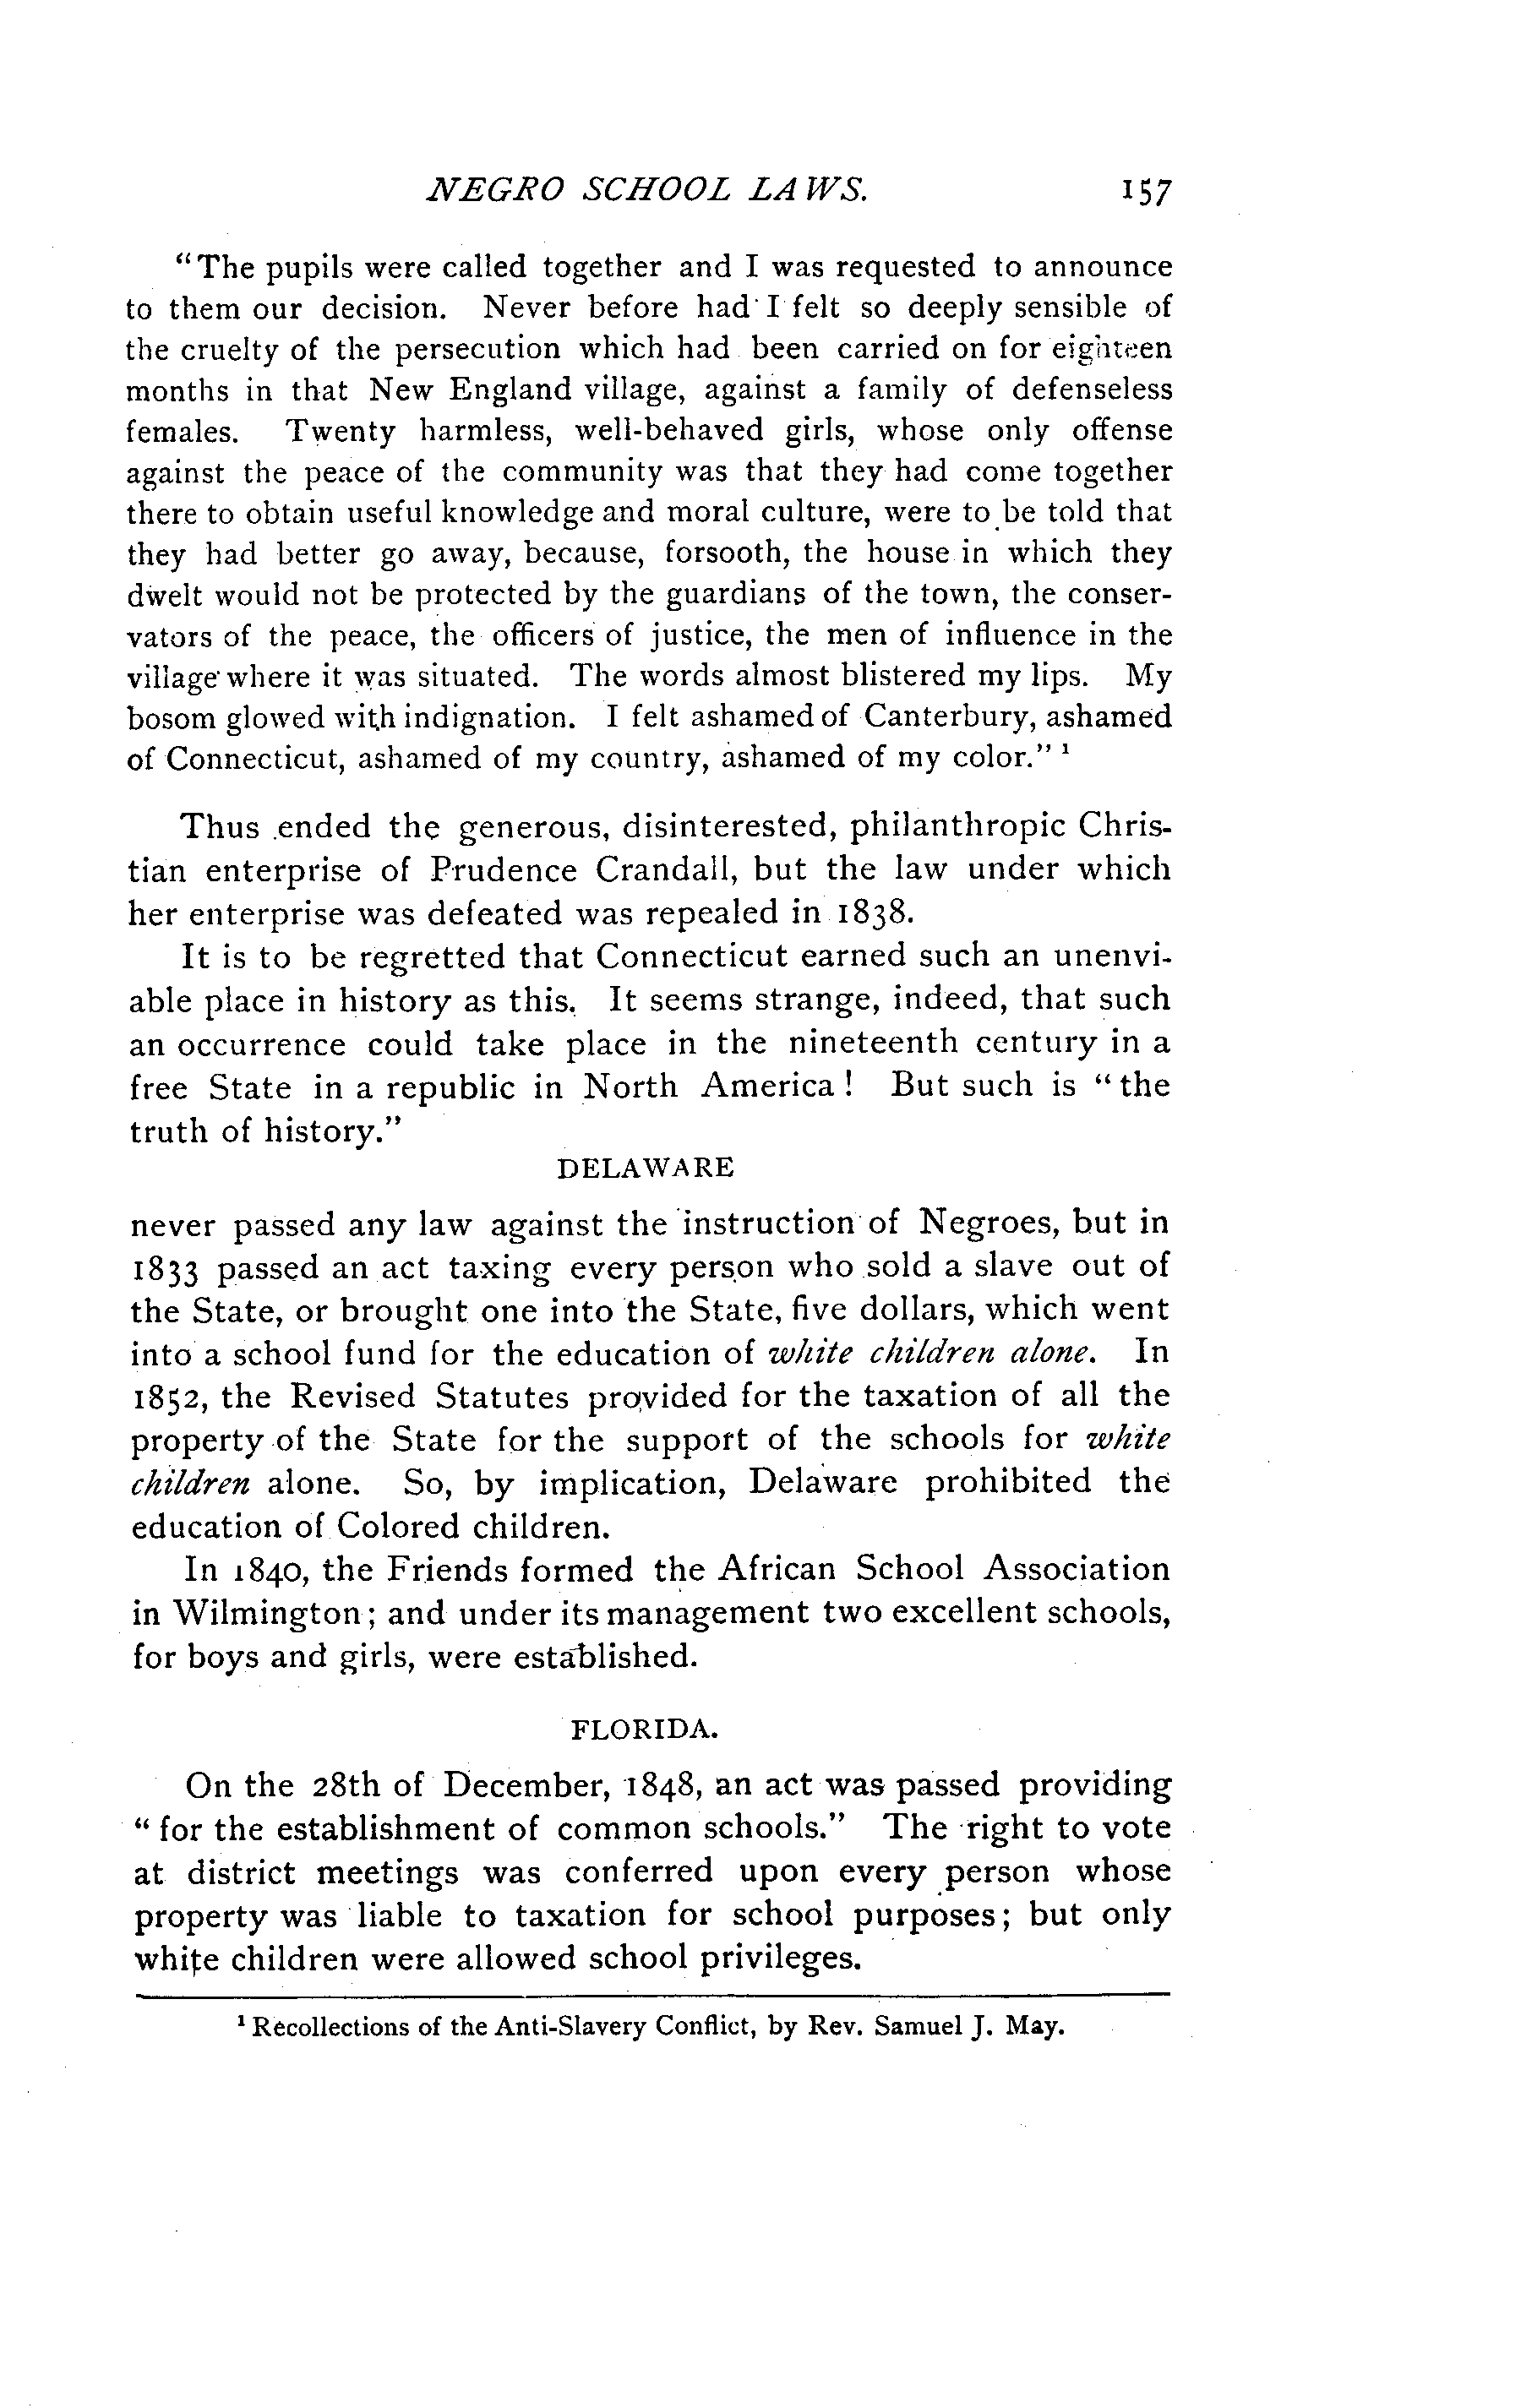 NEGRO SCHOOL LAWS. 157
“The pupils were called together and I was requested to announce
to them our decision. Never before had I felt so deeply sensible of
the cruelty of the persecution which had been carried on for eighteen
months in that New England village, against a family of defenseless
females. Twenty harmless, well-behaved girls, whose only offense
against the peace of the community was that they had come together
there to obtain useful knowledge and moral culture, were to be told that
they had better go away, because, forsooth, the house in which they
dwelt would not be protected by the guardians of the town, the conser-
vators of the peace, the officers of justice, the men of influence in the
village where it was situated. The words almost blistered my lips. My
bosom glowed with indignation. I felt ashamed of Canterbury, ashamed
of Connecticut, ashamed of my country, ashamed of my color.” ¹
Thus ended the generous, disinterested, philanthropic Chris-
tian enterprise of Prudence Crandall, but the law under which
her enterprise was defeated was repealed in 1838.
It is to be regretted that Connecticut earned such an unenvi-
able place in history as this. It seems strange, indeed, that such
an occurrence could take place in the nineteenth century in a
free State in a republic in North America ! But such is “ the
truth of history.”
DELAWARE
never passed any law against the instruction of Negroes, but in
1833 passed an act taxing every person who sold a slave out of
the State, or brought one into the State, five dollars, which went
into a school fund for the education of white children alone. In
1852, the Revised Statutes provided for the taxation of all the
property of the State for the support of the schools for white
children alone. So, by implication, Delaware prohibited the
education of Colored children.
In 1840, the Friends formed the African School Association
in Wilmington ; and under its management two excellent schools,
for boys and girls, were established.
FLORIDA.
On the 28th of December, 1848, an act was passed providing
“ for the establishment of common schools.” The right to vote
at district meetings was conferred upon every person whose
property was liable to taxation for school purposes ; but only
white children were allowed school privileges.
¹ Recollections of the Anti-Slavery Conflict, by Rev. Samuel J. May.